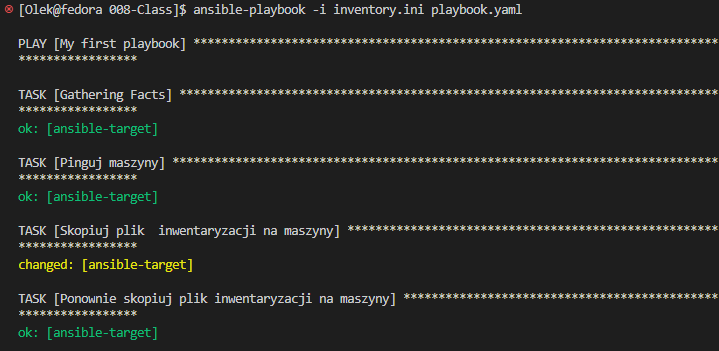 [Olek@fedora 008-Class]$ ansible-playbook -i inventory.ini playbook.yaml
PLAY [My first playbook] ***************************************************************************
*****************
TASK [Gathering Facts] *****************************************************************************
*****************
ok: [ansible-target]
TASK [Pinguj maszyny] ******************************************************************************
*****************
ok: [ansible-target]
TASK [Skopiuj plik  inwentaryzacji na maszyny] *****************************************************
*****************
changed: [ansible-target]
TASK [Ponownie skopiuj plik inwentaryzacji na maszyny] *********************************************
*****************
ok: [ansible-target]